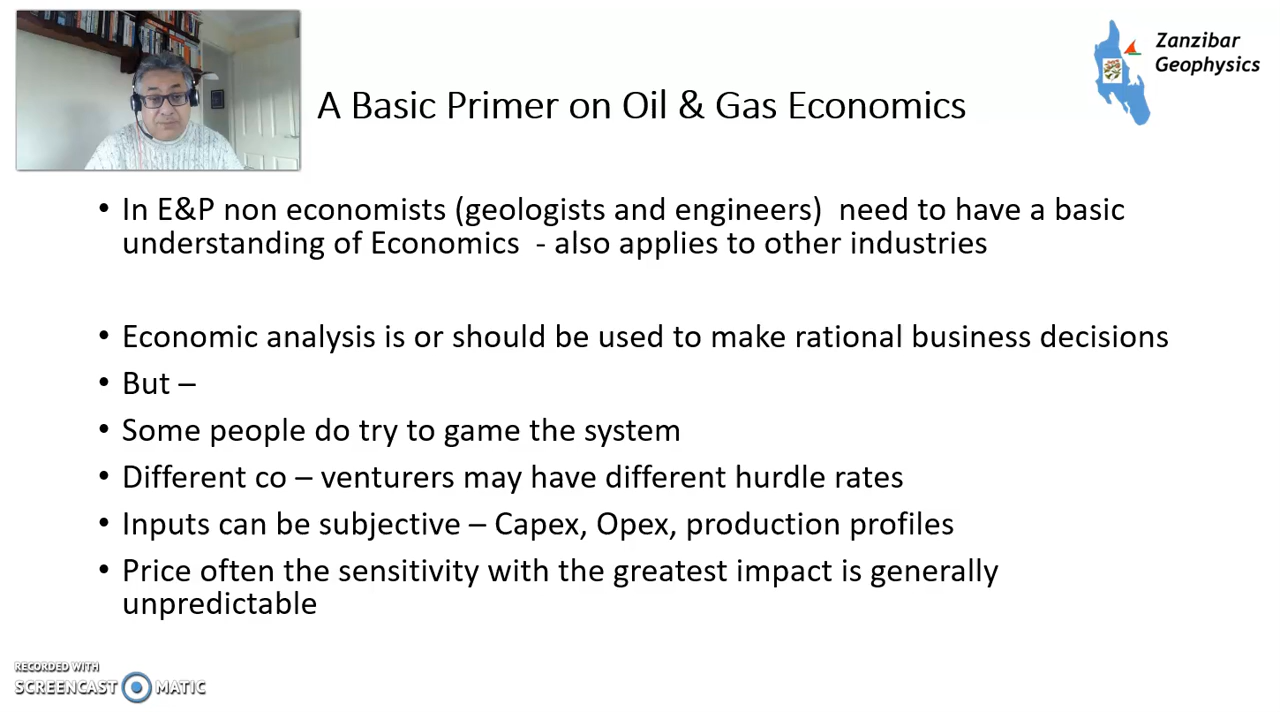 Zanzibar
Geophysics
A Basic Primer on Oil & Gas Economics
• In E&P non economists (geologists and engineers)  need to have a basic
understanding of Economics  - also applies to other industries
• Economic analysis is or should be used to make rational business decisions
• But –
• Some people do try to game the system
• Different co – venturers may have different hurdle rates
• Inputs can be subjective – Capex, Opex, production profiles
• Price often the sensitivity with the greatest impact is generally
unpredictable
RECORDED WITH
SCREENCAST MATIC